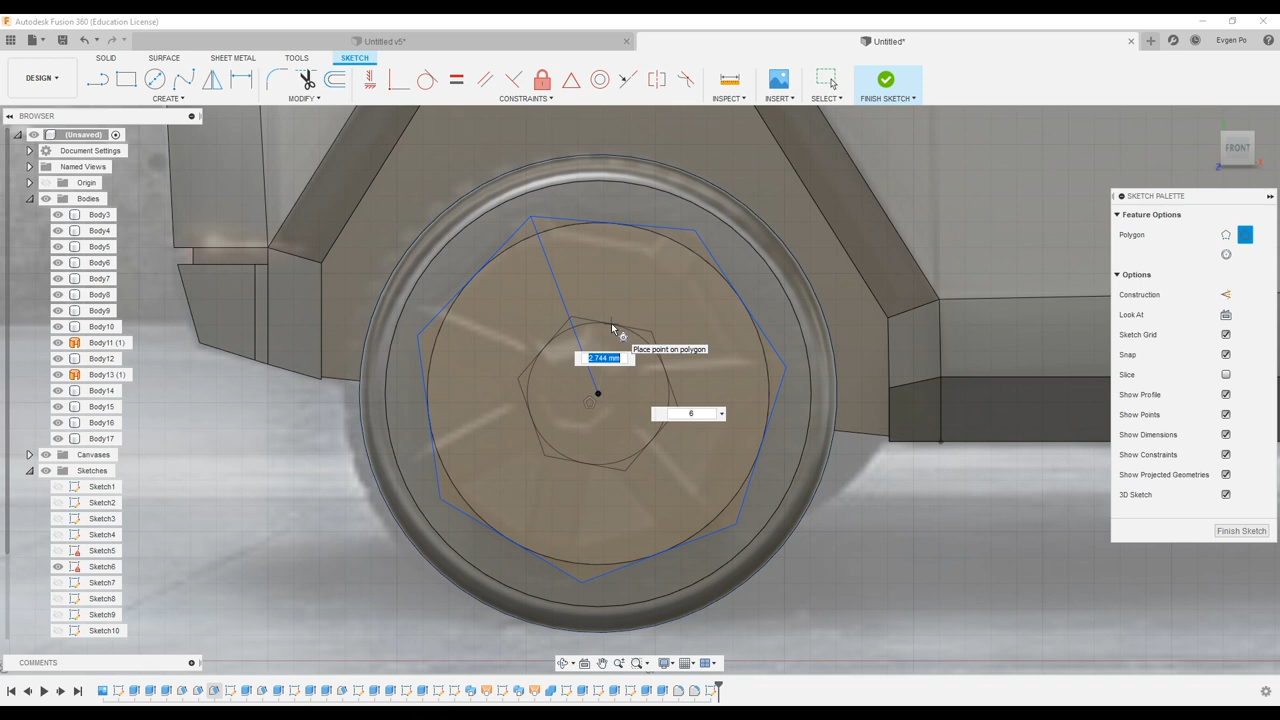 Autodesk Fusion 360 (Education License)
Untitled v5*
Untitled*
Evgen Po
DESIGN
SOLID
SURFACE
SHEET METAL
TOOLS
SKETCH
CREATE
MODIFY
CONSTRAINTS
INSPECT
INSERT
SELECT
FINISH SKETCH
BROWSER
(Unsaved)
Document Settings
Named Views
Origin
Bodies
Body3
Body4
Body5
Body6
Body7
Body8
Body9
Body10
Body11 (1)
Body12
Body13 (1)
Body14
Body15
Body16
Body17
Canvases
Sketches
Sketch1
Sketch2
Sketch3
Sketch4
Sketch5
Sketch6
Sketch7
Sketch8
Sketch9
Sketch10
COMMENTS
Place point on polygon
2.744 mm
6
FRONT
Z
X
SKETCH PALETTE
Feature Options
Polygon
Options
Construction
Look At
Sketch Grid
Snap
Slice
Show Profile
Show Points
Show Dimensions
Show Constraints
Show Projected Geometries
3D Sketch
Finish Sketch